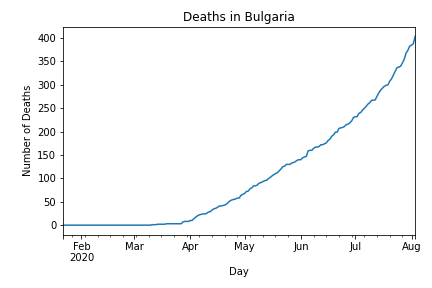 Deaths in Bulgaria
Number of Deaths
400
350
300
250
200
150
100
50
0
Feb
2020
Mar
Apr
May
Jun
Jul
Aug
Day